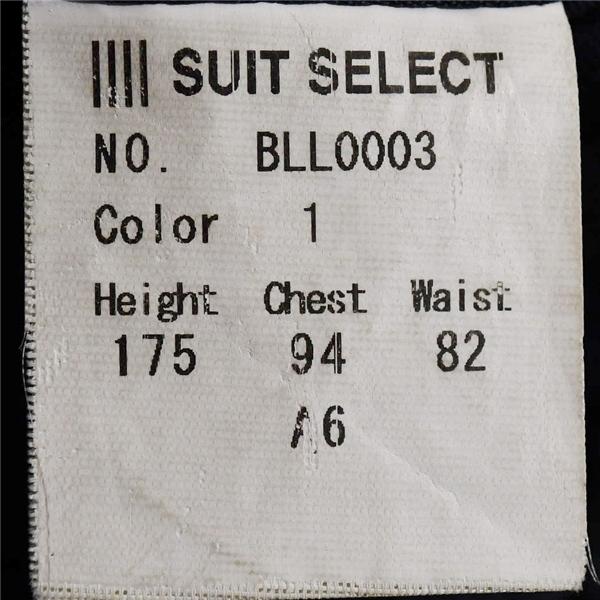 SUIT SELECT
NO. BLL0003
Color 1
Height Chest Waist
175 94 82
A6